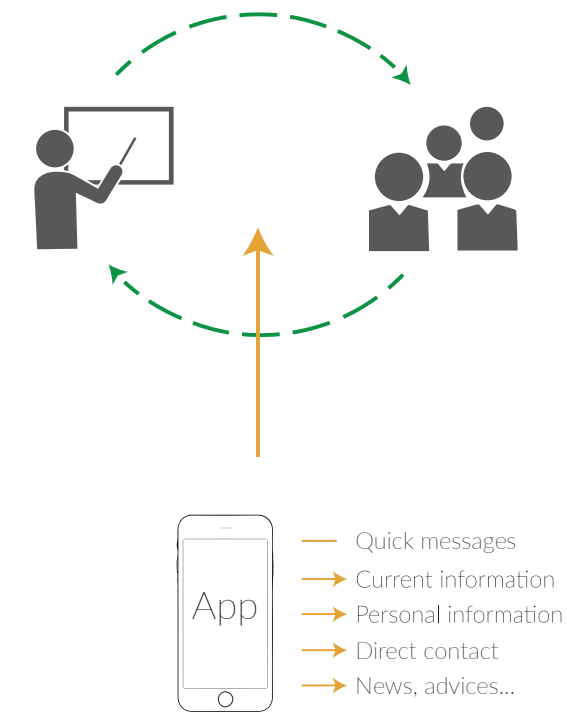 App
Quick messages
Current information
Personal information
Direct contact
News, advices...